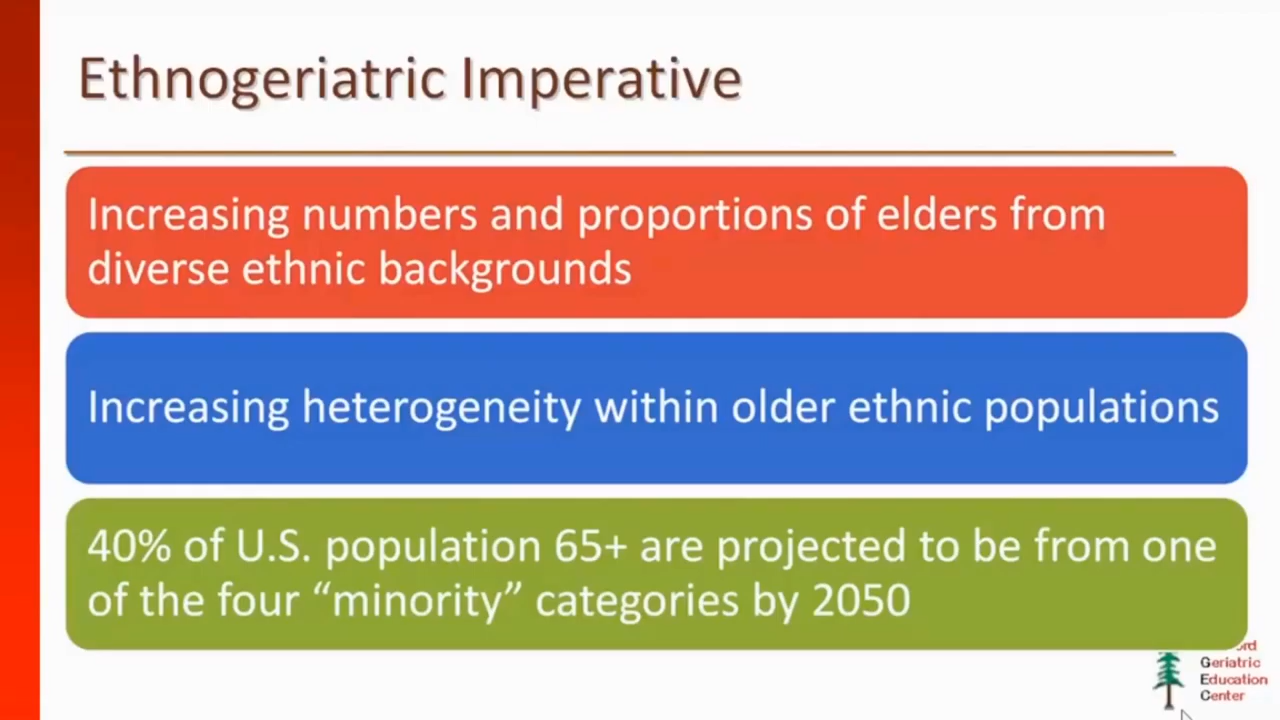 Ethnogeriatric Imperative
Increasing numbers and proportions of elders from
diverse ethnic backgrounds
Increasing heterogeneity within older ethnic populations
40% of U.S. population 65+ are projected to be from one
of the four “minority” categories by 2050
Geriatric
Education
Center